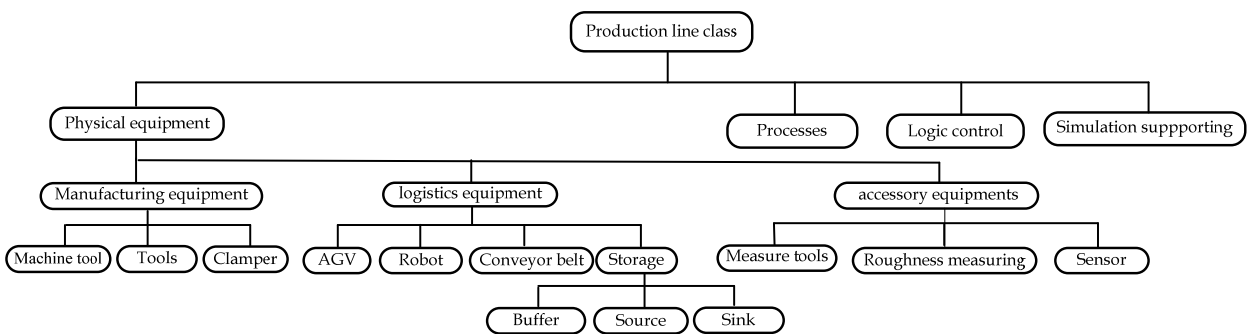 Production line class
Physical equipment
Processes
Logic control
Simulation suppporting
Manufacturing equipment
logistics equipment
accessory equipments
Machine tool
Tools
Clamper
AGV
Robot
Conveyor belt
Storage
Measure tools
Roughness measuring
Sensor
Buffer
Source
Sink